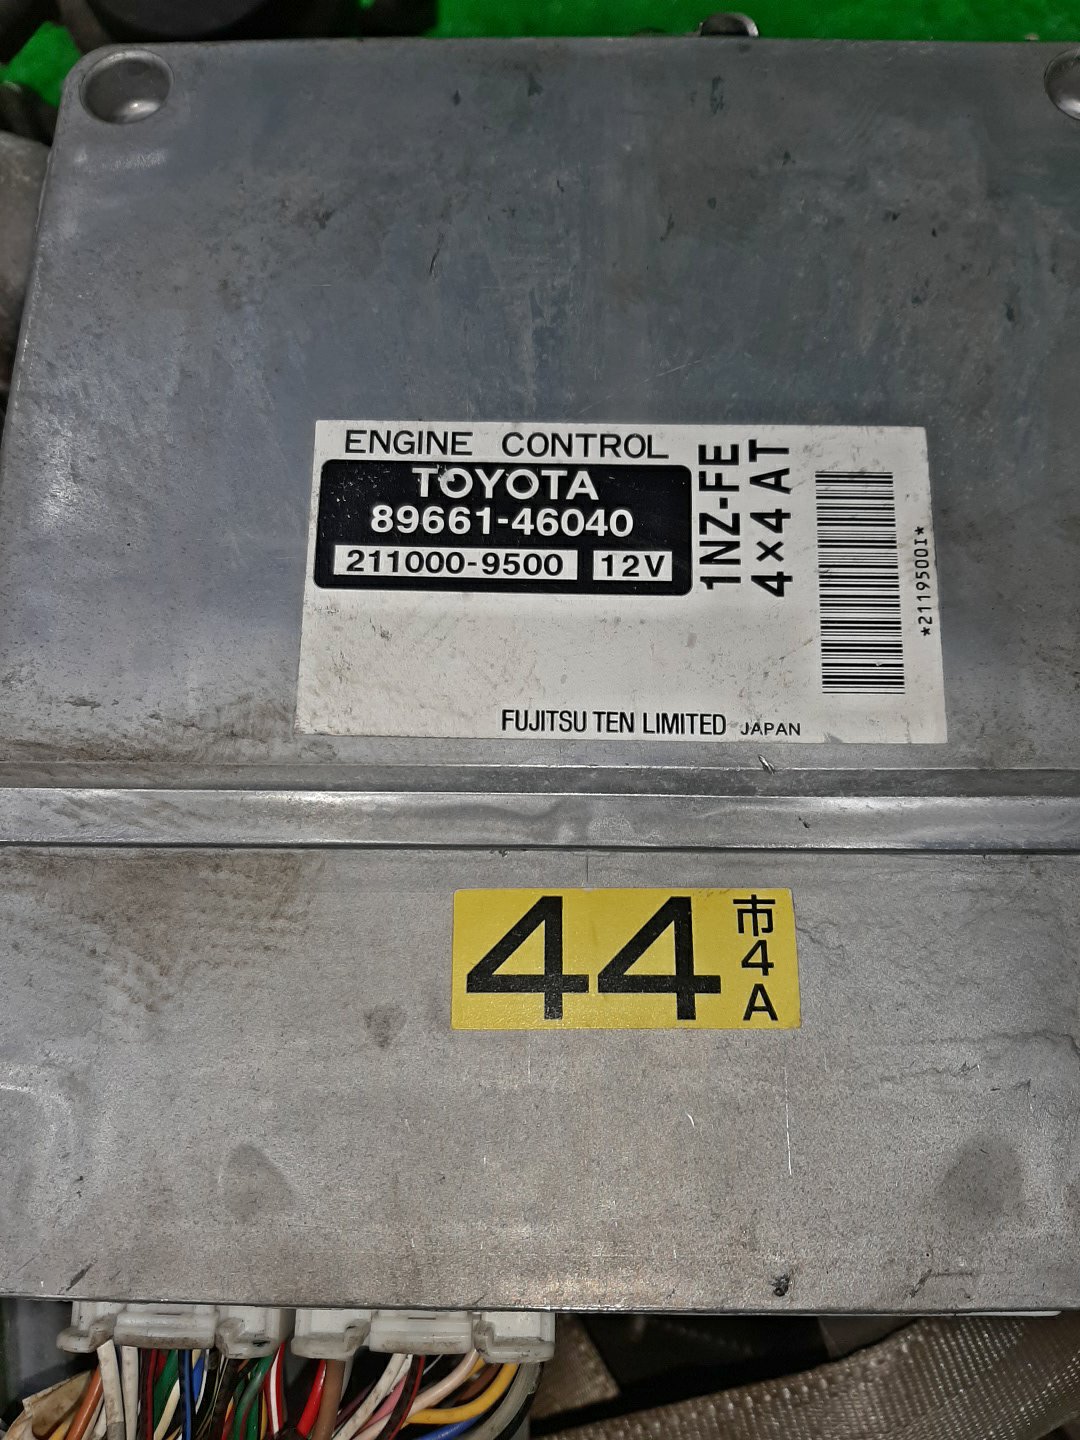 ENGINE CONTROL
TOYOTA
89661-46040
211000-9500 12V
1NZ-FE
4×4 AT
*2119500I*
FUJITSU TEN LIMITED JAPAN
44
市
4
A